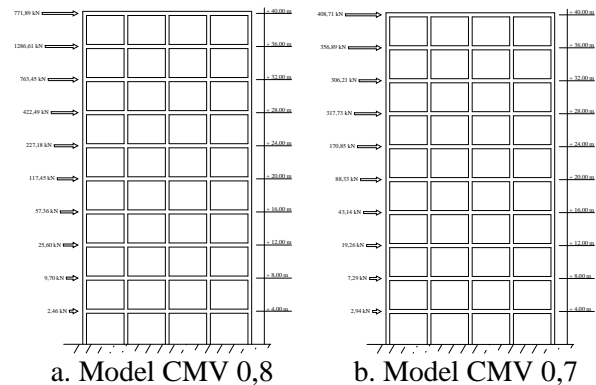 771,89 kN
+ 40.00 m
1286,61 kN
+ 36.00 m
763,45 kN
+ 32.00 m
422,49 kN
+ 28.00 m
227,18 kN
+ 24.00 m
117,45 kN
+ 20.00 m
57,36 kN
+ 16.00 m
25,60 kN
+ 12.00 m
9,70 kN
+ 8.00 m
2,46 kN
+ 4.00 m
a. Model CMV 0,8
408,71 kN
+ 40.00 m
356,89 kN
+ 36.00 m
306,21 kN
+ 32.00 m
317,73 kN
+ 28.00 m
170,85 kN
+ 24.00 m
88,33 kN
+ 20.00 m
43,14 kN
+ 16.00 m
19,26 kN
+ 12.00 m
7,29 kN
+ 8.00 m
2,94 kN
+ 4.00 m
b. Model CMV 0,7